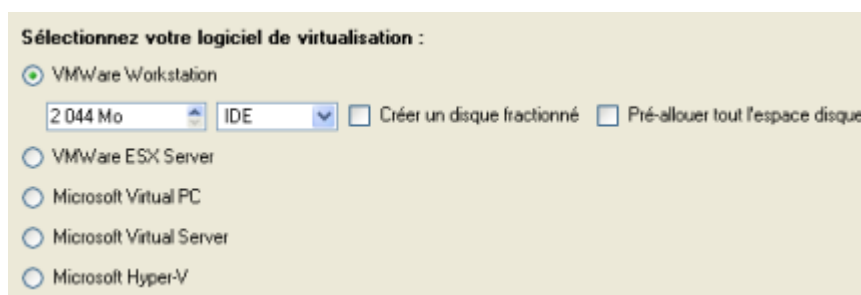 Sélectionnez votre logiciel de virtualisation :
VMWare Workstation
2 044 Mo IDE Créer un disque fractionné Pré-allouer tout l'espace disque
VMWare ESX Server
Microsoft Virtual PC
Microsoft Virtual Server
Microsoft Hyper-V